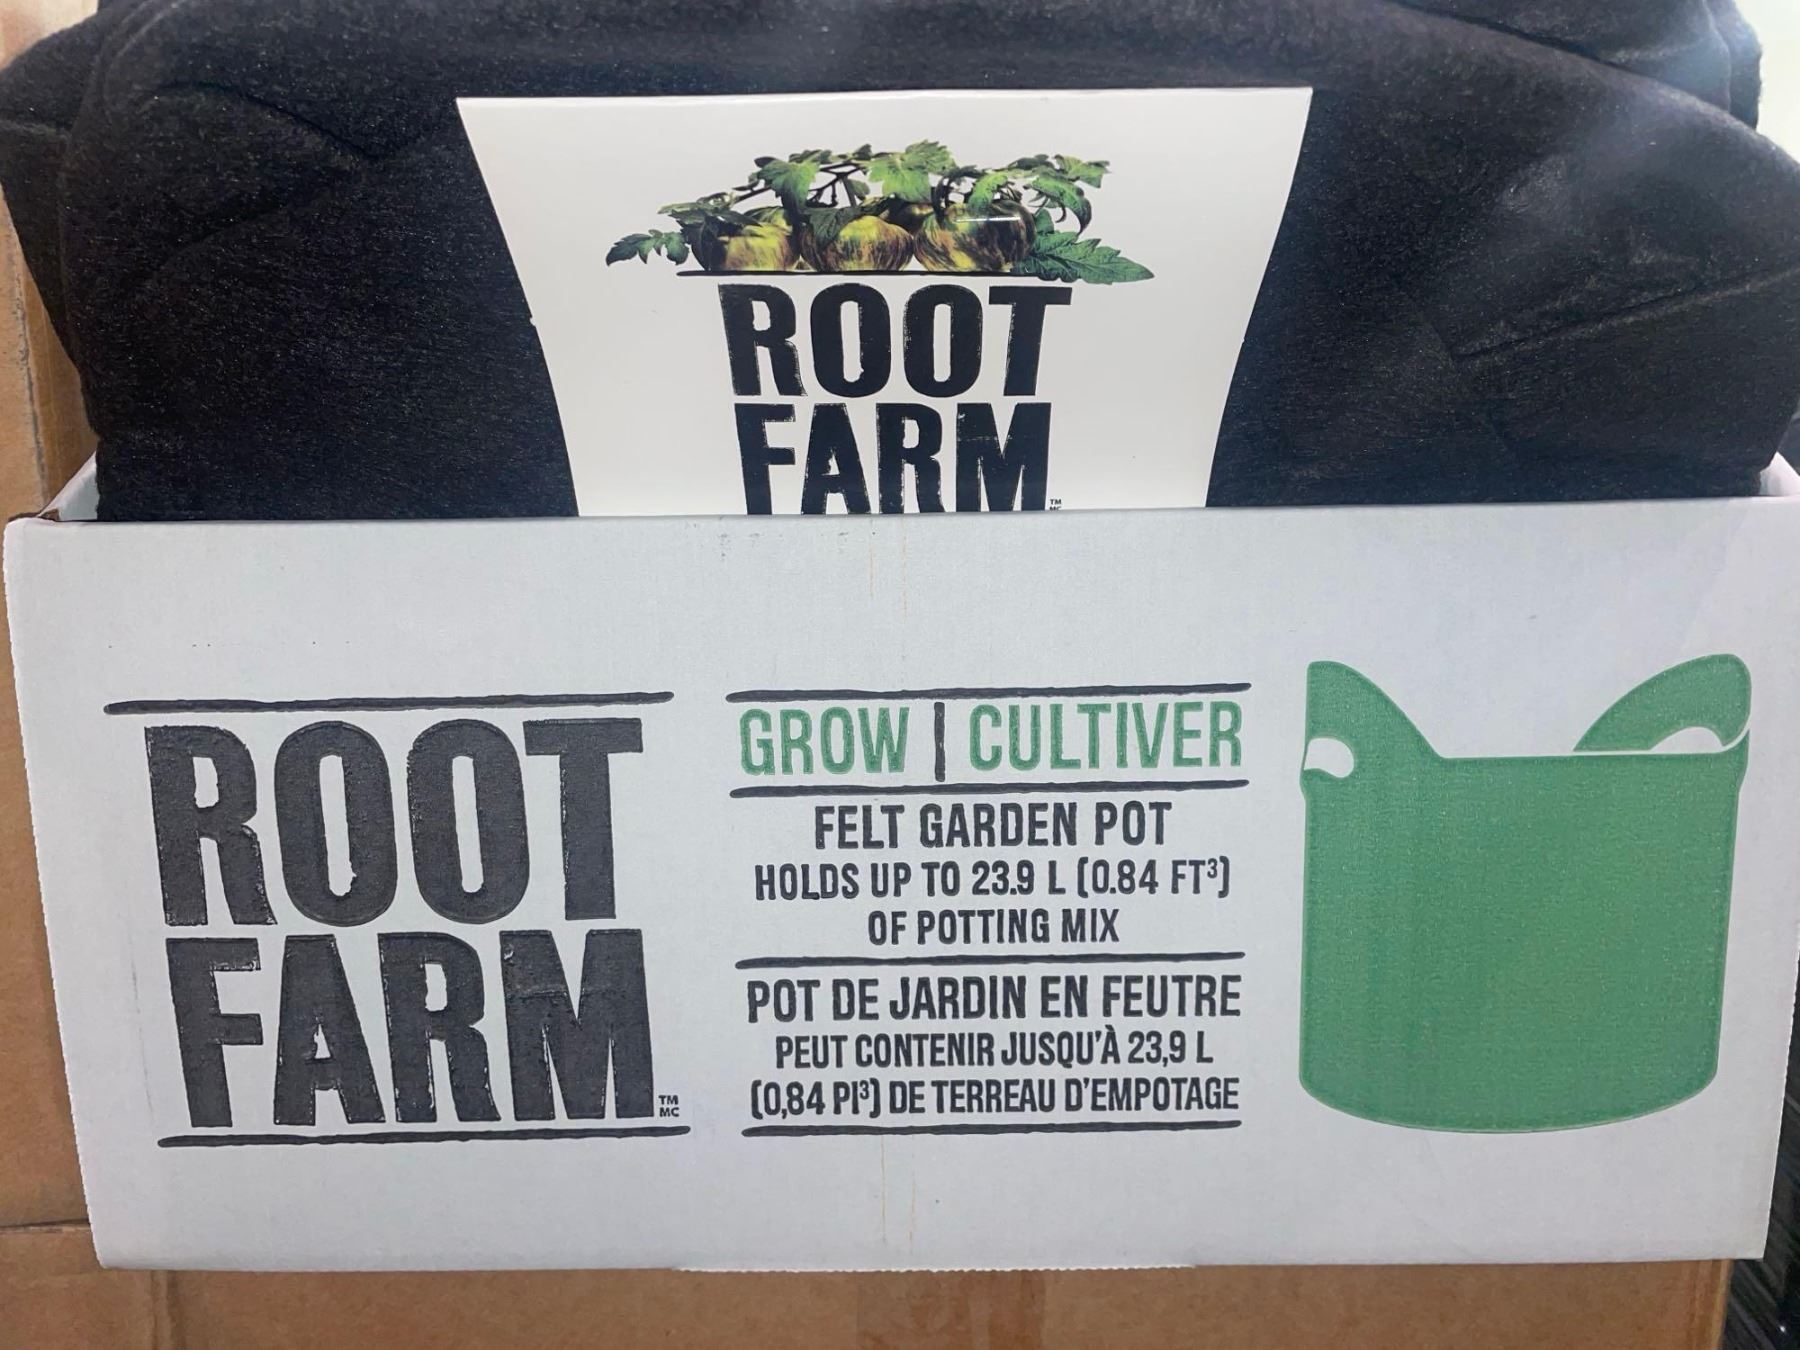 ROOT
FARM
TM
MC
ROOT
FARM
TM
MC
GROW | CULTIVER
FELT GARDEN POT
HOLDS UP TO 23.9 L (0.84 FT³)
OF POTTING MIX
POT DE JARDIN EN FEUTRE
PEUT CONTENIR JUSQU'À 23,9 L
(0,84 PI³) DE TERREAU D'EMPOTAGE